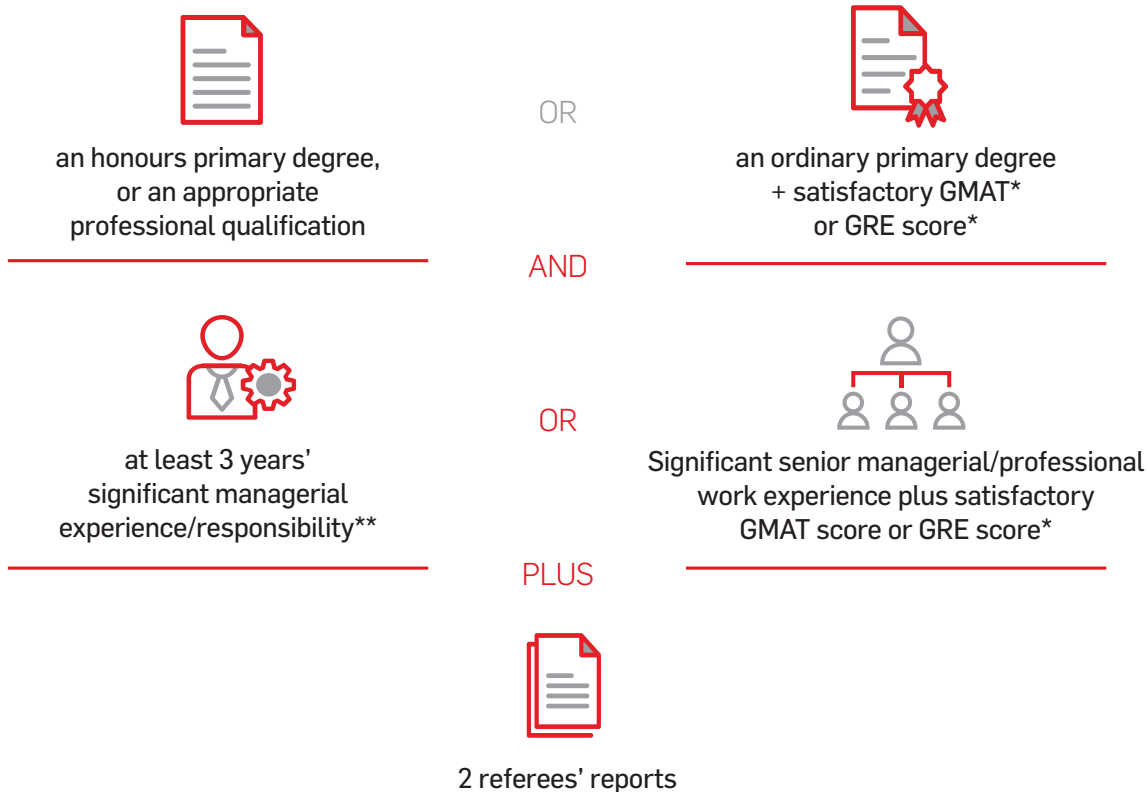 an honours primary degree,
or an appropriate
professional qualification
OR
an ordinary primary degree
+ satisfactory GMAT*
or GRE score*
AND
at least 3 years’
significant managerial
experience/responsibility**
OR
Significant senior managerial/professional
work experience plus satisfactory
GMAT score or GRE score*
PLUS
2 referees’ reports